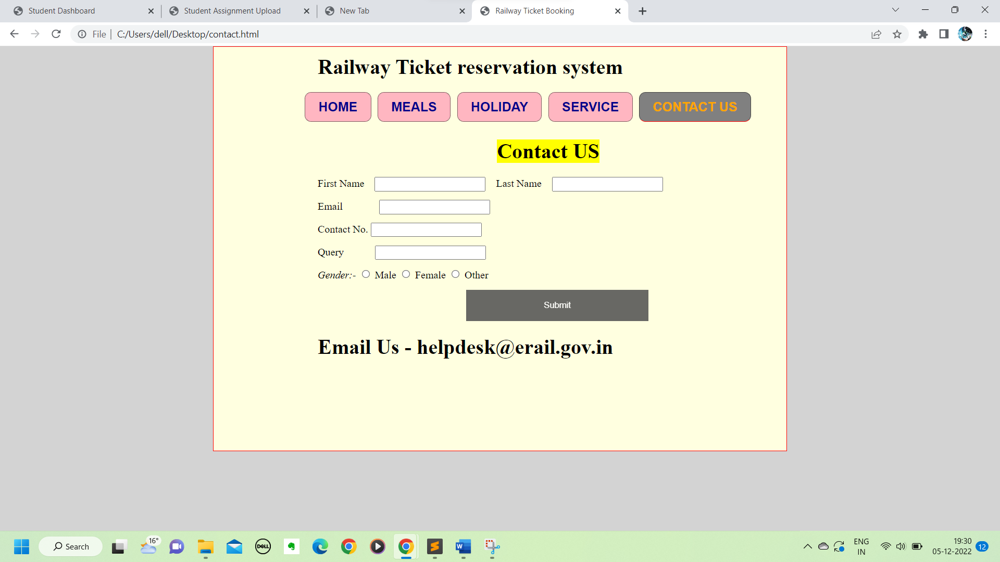 Student Dashboard
Student Assignment Upload
New Tab
Railway Ticket Booking
File
C:/Users/dell/Desktop/contact.html
Railway Ticket reservation system
HOME MEALS HOLIDAY SERVICE CONTACT US
Contact US
First Name Last Name
Email
Contact No.
Query
Gender:- Male Female Other
Submit
Email Us - helpdesk@erail.gov.in
Search
16°
DELL
S
W
ENG
IN
19:30
05-12-2022
12